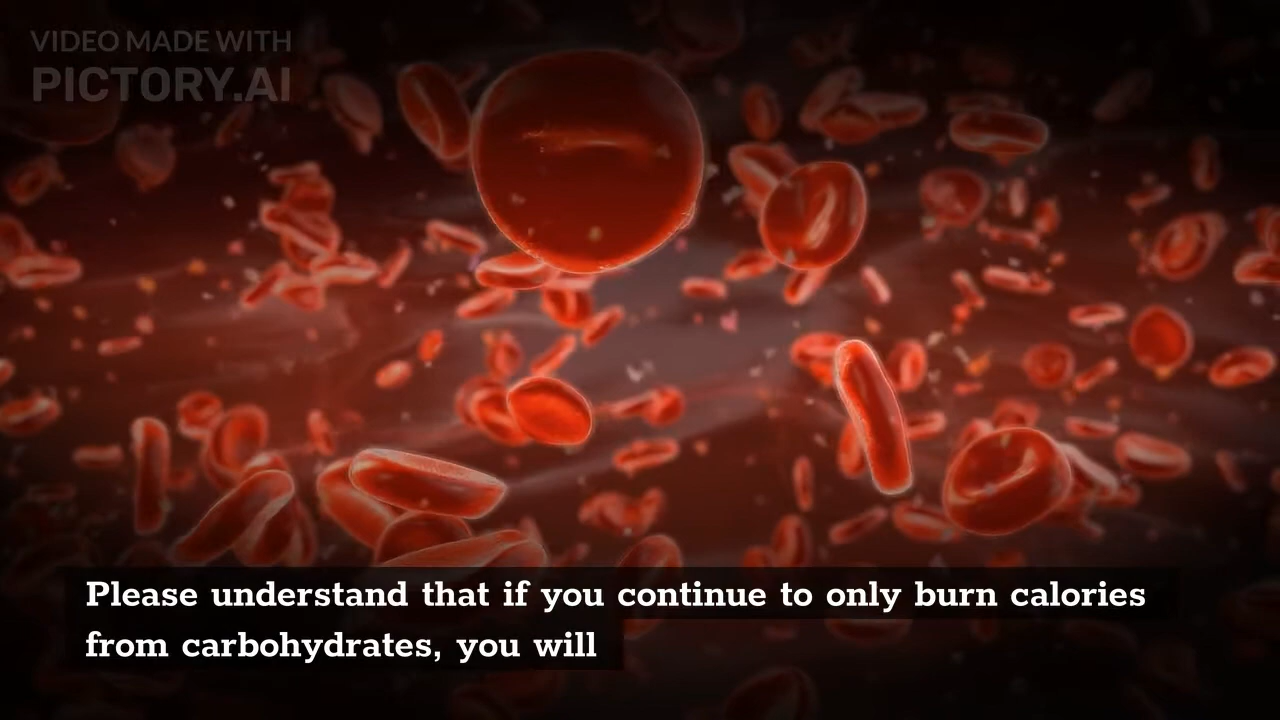 VIDEO MADE WITH
PICTORY.AI
Please understand that if you continue to only burn calories
from carbohydrates, you will